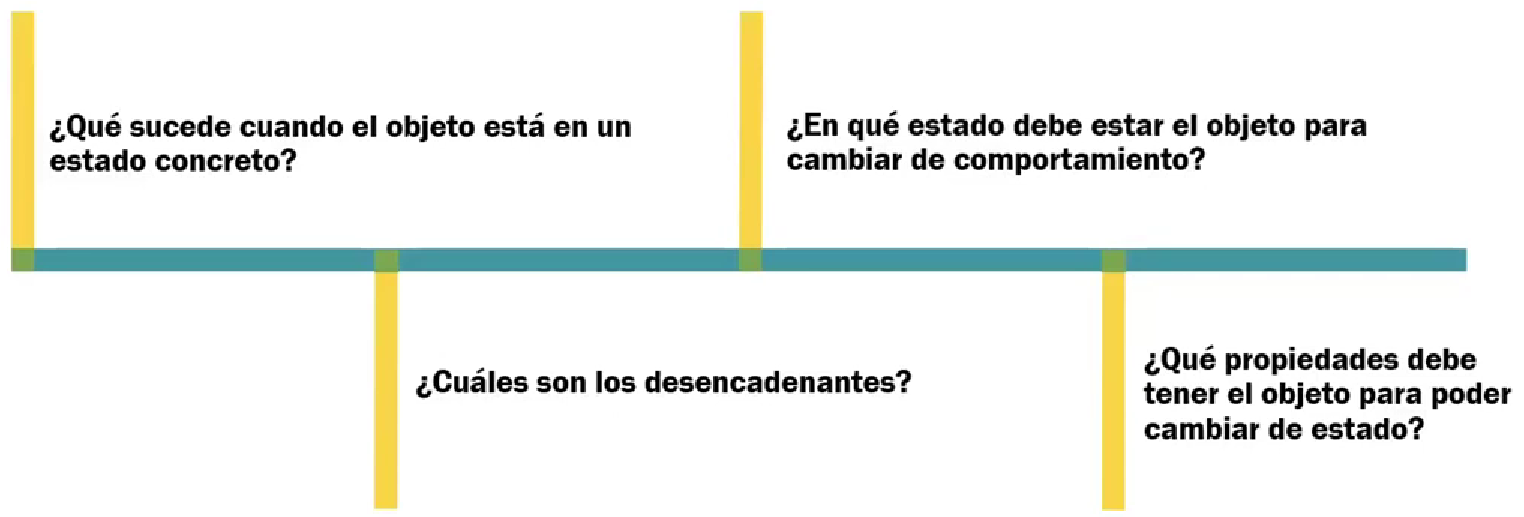 ¿Qué sucede cuando el objeto está en un
estado concreto?
¿Cuáles son los desencadenantes?
¿En qué estado debe estar el objeto para
cambiar de comportamiento?
¿Qué propiedades debe
tener el objeto para poder
cambiar de estado?